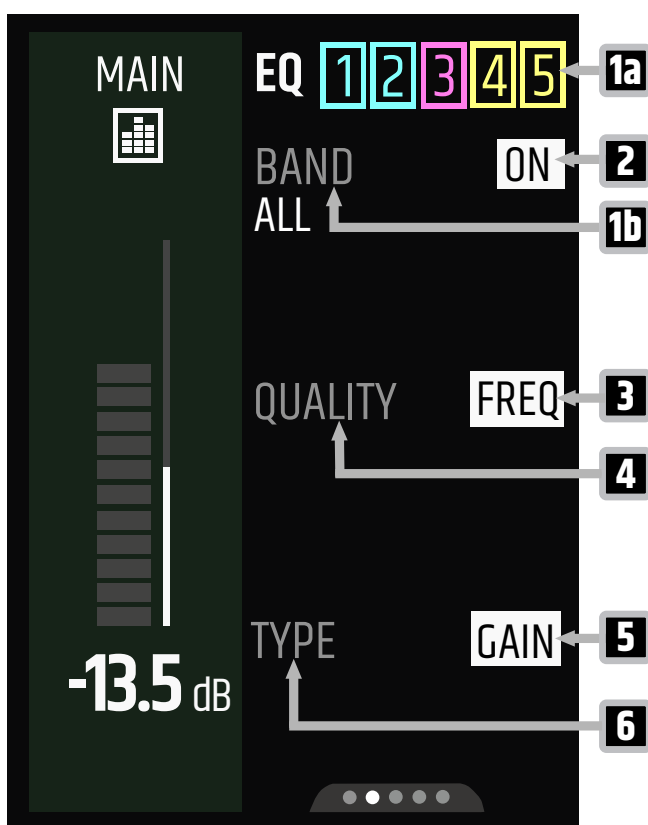 MAIN
EQ 1 2 3 4 5
1a
BAND
ON
2
ALL
1b
QUALITY
FREQ
3
4
TYPE
GAIN
5
-13.5 dB
6